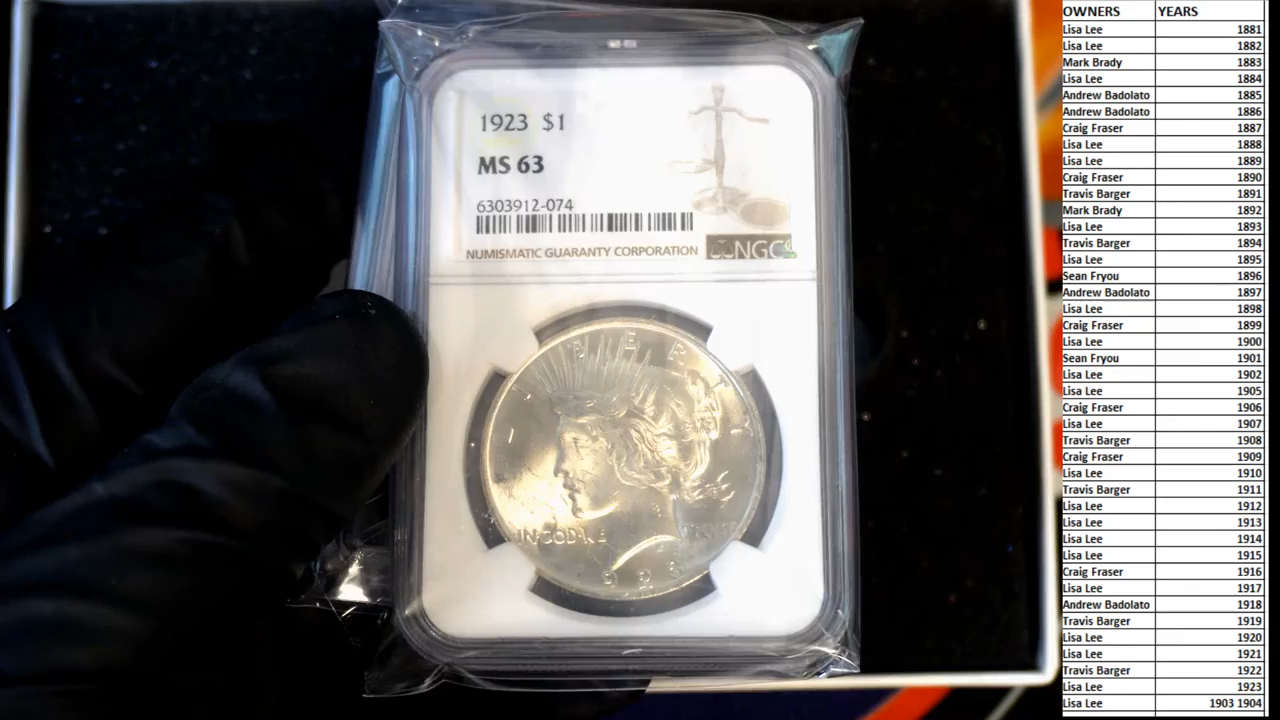 1923 $1
MS 63
6303912-074
NUMISMATIC GUARANTY CORPORATION NGC
IN GOD WE
OWNERS YEARS
Lisa Lee 1881
Lisa Lee 1882
Mark Brady 1883
Lisa Lee 1884
Andrew Badolato 1885
Andrew Badolato 1886
Craig Fraser 1887
Lisa Lee 1888
Lisa Lee 1889
Craig Fraser 1890
Travis Barger 1891
Mark Brady 1892
Lisa Lee 1893
Travis Barger 1894
Lisa Lee 1895
Sean Fryou 1896
Andrew Badolato 1897
Lisa Lee 1898
Craig Fraser 1899
Lisa Lee 1900
Sean Fryou 1901
Lisa Lee 1902
Lisa Lee 1905
Craig Fraser 1906
Lisa Lee 1907
Travis Barger 1908
Craig Fraser 1909
Lisa Lee 1910
Travis Barger 1911
Lisa Lee 1912
Lisa Lee 1913
Lisa Lee 1914
Lisa Lee 1915
Craig Fraser 1916
Lisa Lee 1917
Andrew Badolato 1918
Travis Barger 1919
Lisa Lee 1920
Lisa Lee 1921
Travis Barger 1922
Lisa Lee 1923
Lisa Lee 1903 1904